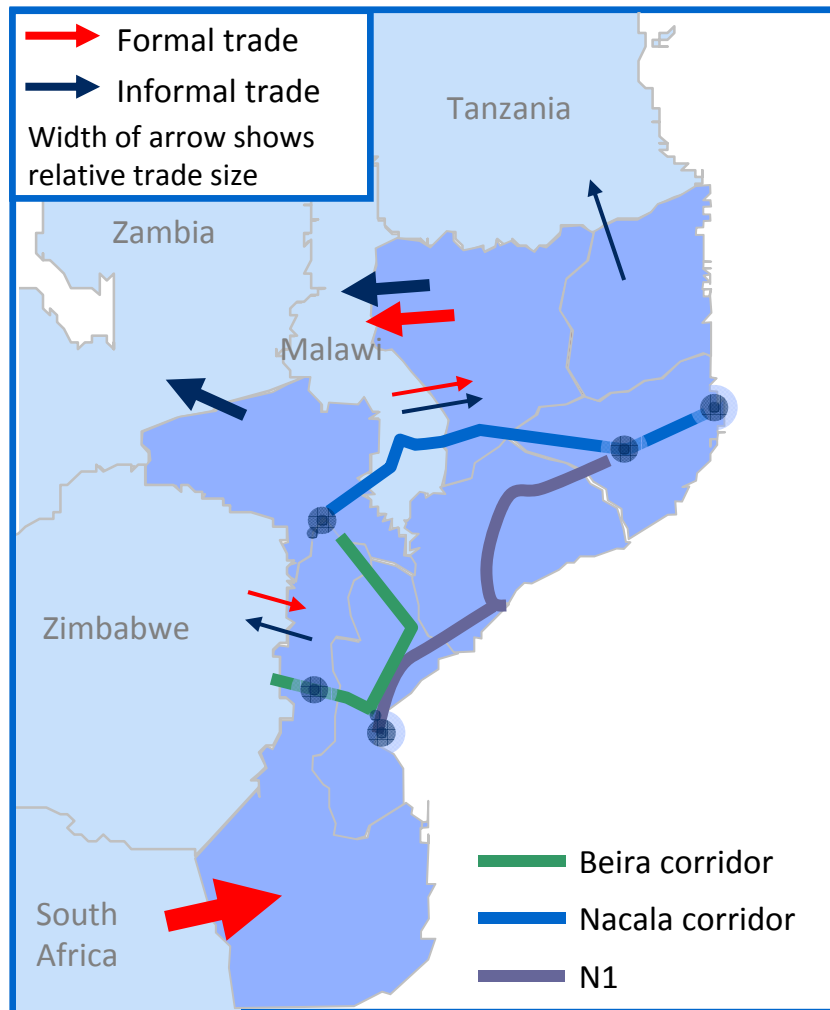 Formal trade
Informal trade
Width of arrow shows
relative trade size
Tanzania
Zambia
Malawi
Zimbabwe
South
Africa
Beira corridor
Nacala corridor
N1